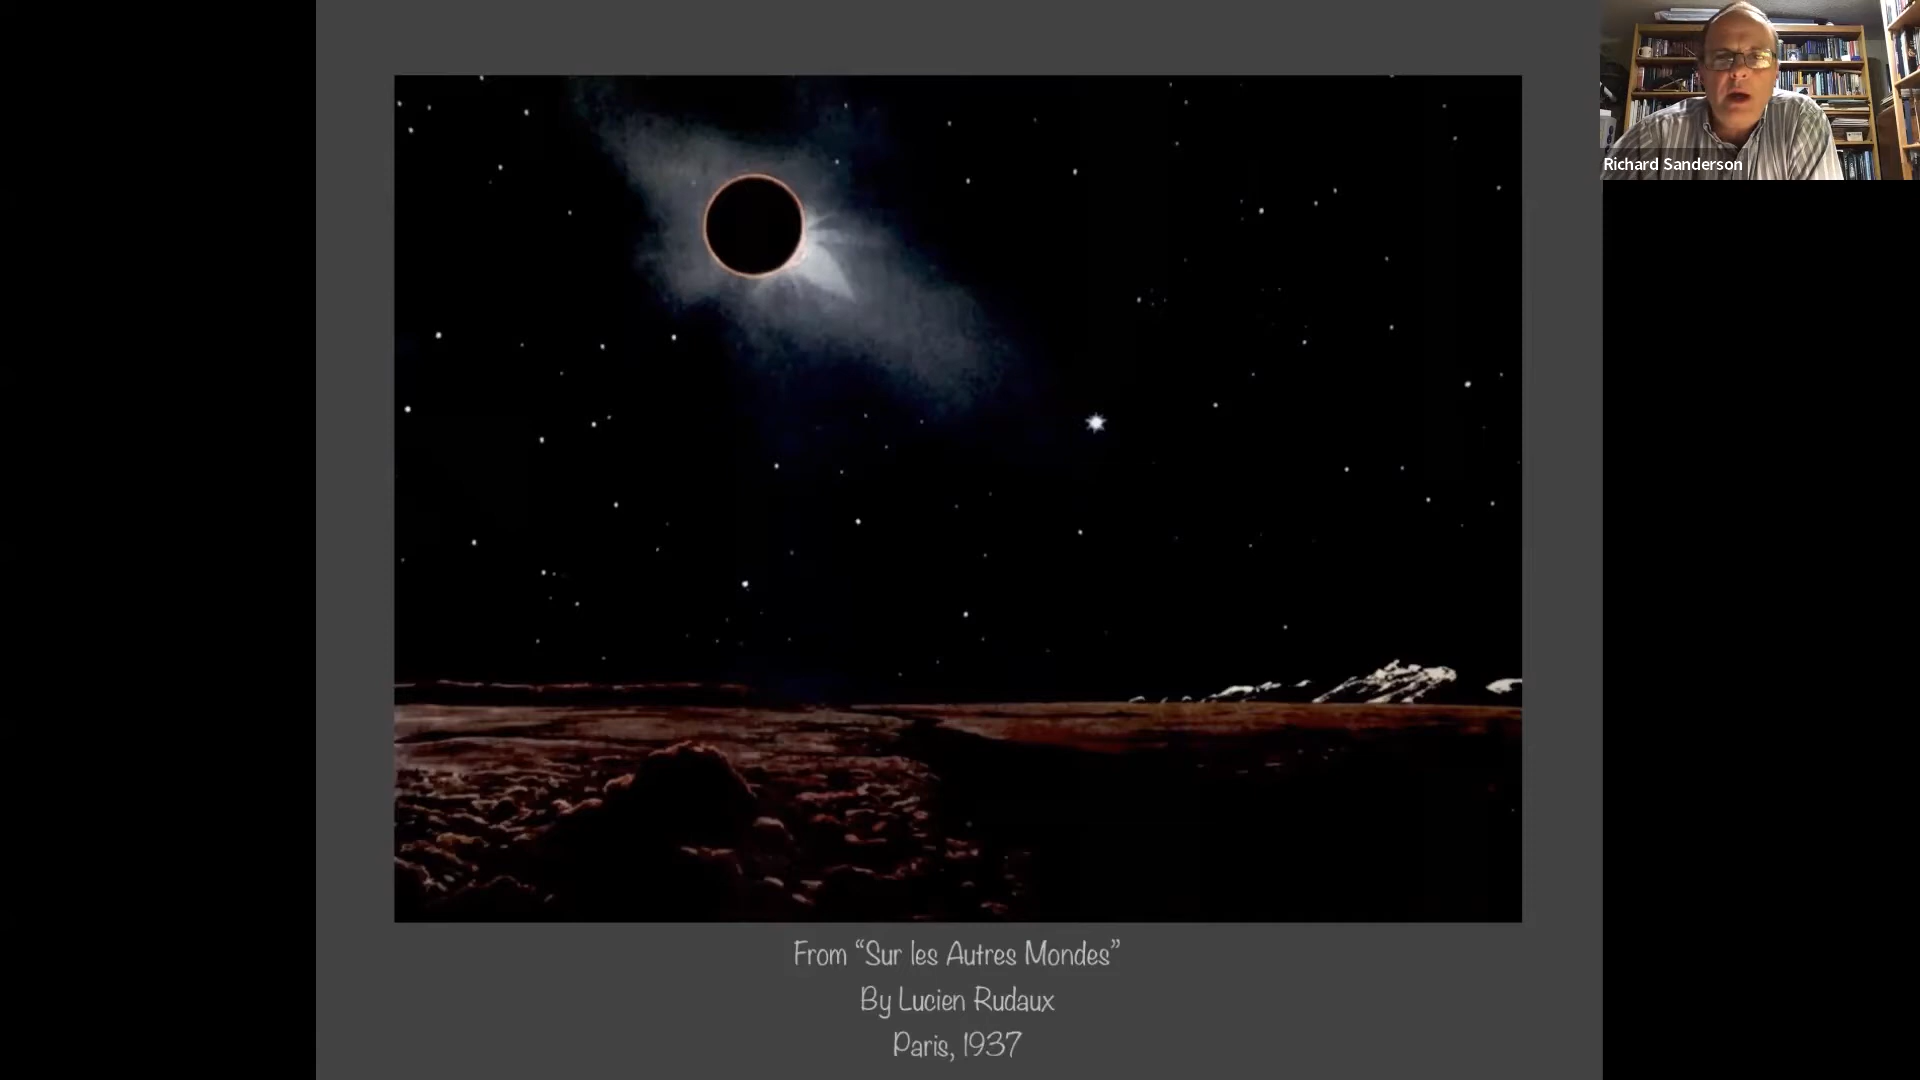 Richard Sanderson
From “Sur les Autres Mondes”
By Lucien Rudaux
Paris, 1937